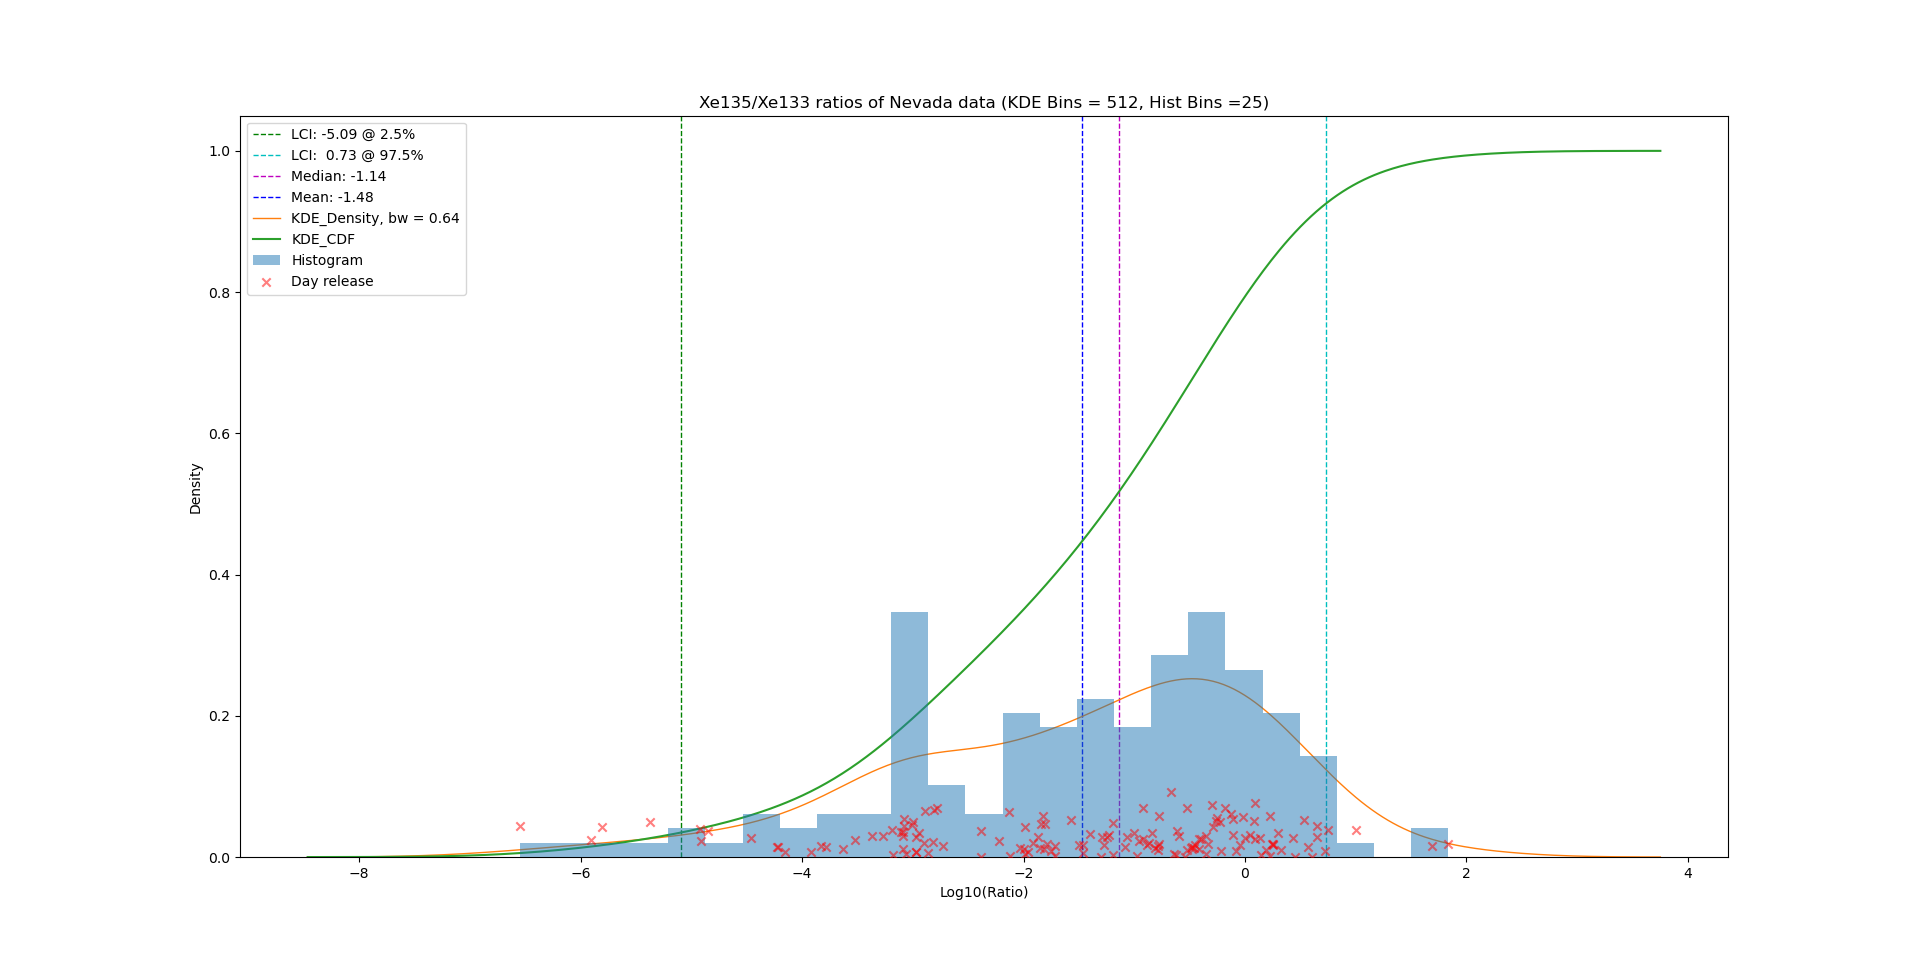 Xe135/Xe133 ratios of Nevada data (KDE Bins = 512, Hist Bins =25)
LCI: -5.09 @ 2.5%
LCI:  0.73 @ 97.5%
Median: -1.14
Mean: -1.48
KDE_Density, bw = 0.64
KDE_CDF
Histogram
Day release
1.0
0.8
0.6
0.4
0.2
0.0
Density
−8 −6 −4 −2 0 2 4
Log10(Ratio)